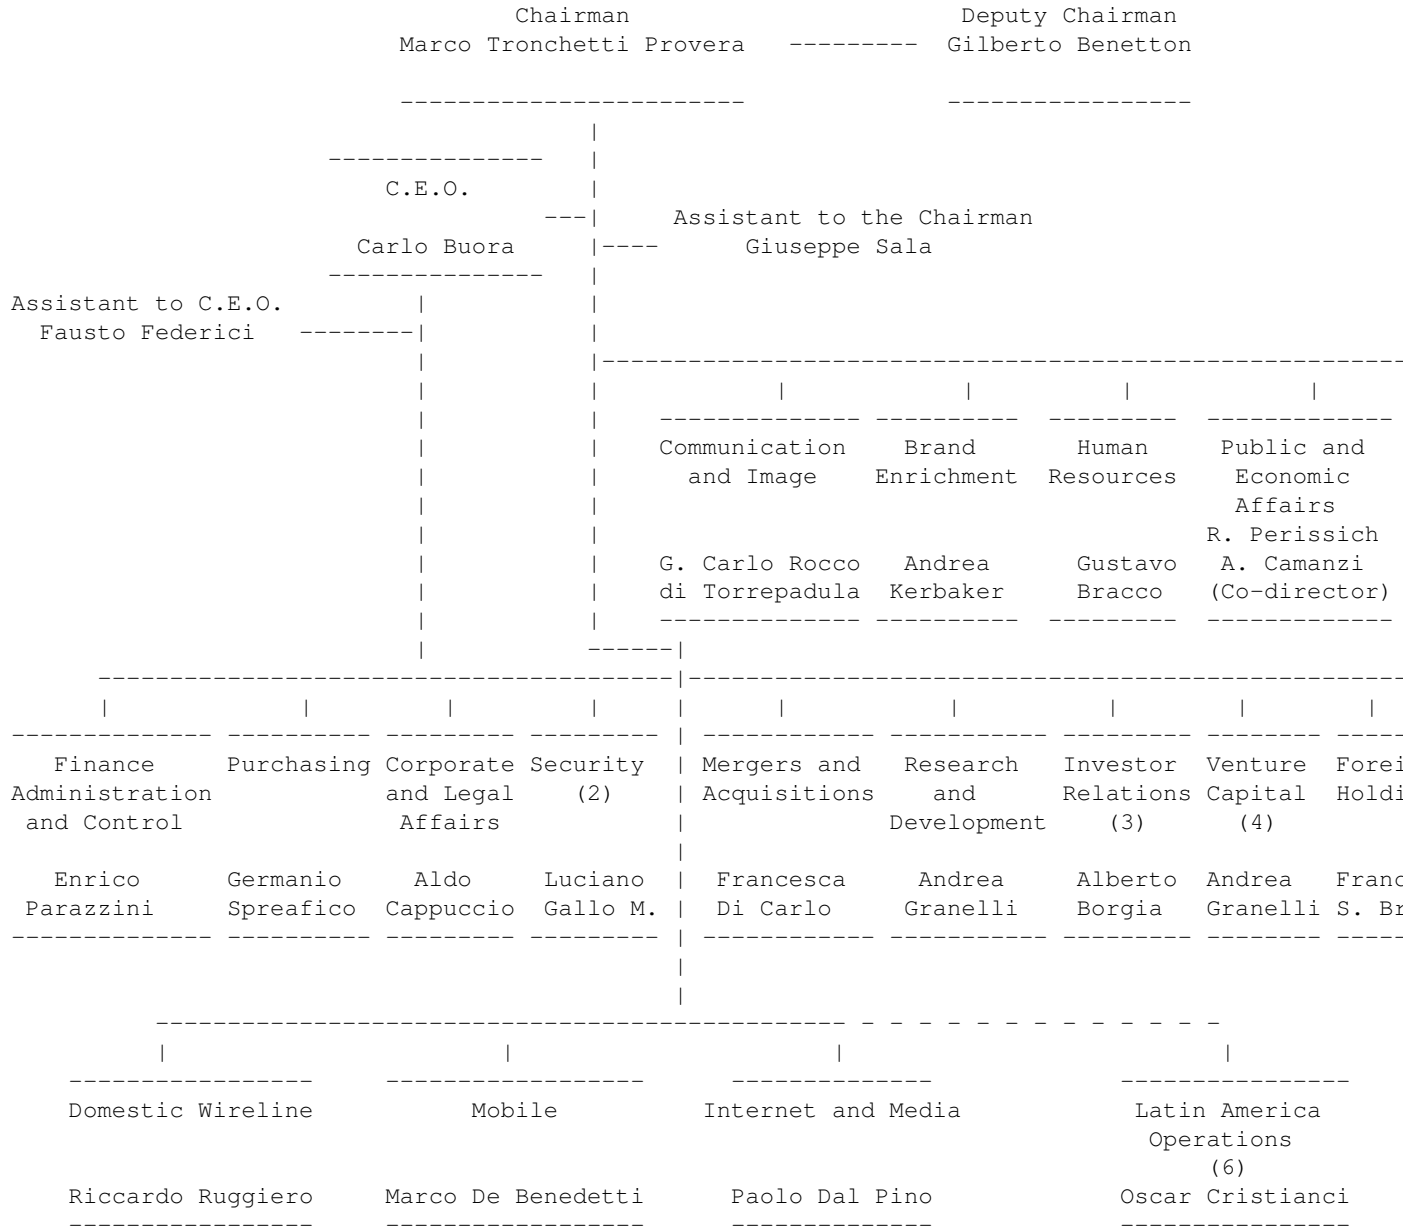 Chairman Deputy Chairman
Marco Tronchetti Provera --------- Gilberto Benetton
C.E.O.
Assistant to the Chairman
Carlo Buora Giuseppe Sala
Assistant to C.E.O.
Fausto Federici
Communication Brand Human Public and
and Image Enrichment Resources Economic
Affairs
R. Perissich
G. Carlo Rocco Andrea Gustavo A. Camanzi
di Torrepadula Kerbaker Bracco (Co-director)
Finance Purchasing Corporate Security Mergers and Research Investor Venture
Administration and Legal (2) Acquisitions and Relations Capital
and Control Affairs Development (3) (4)
Enrico Germanio Aldo Luciano Francesca Andrea Alberto Andrea
Parazzini Spreafico Cappuccio Gallo M. Di Carlo Granelli Borgia Granelli S.
Domestic Wireline Mobile Internet and Media Latin America
Operations
(6)
Riccardo Ruggiero Marco De Benedetti Paolo Dal Pino Oscar Cristianci